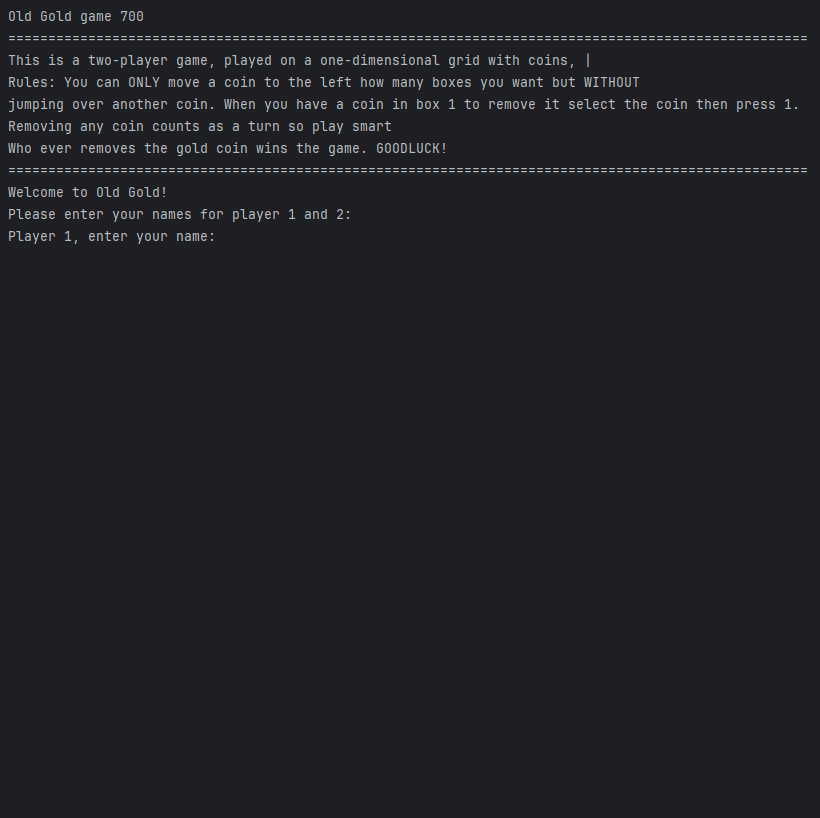 Old Gold game 700
====================================================================================================
This is a two-player game, played on a one-dimensional grid with coins, |
Rules: You can ONLY move a coin to the left how many boxes you want but WITHOUT
jumping over another coin. When you have a coin in box 1 to remove it select the coin then press 1.
Removing any coin counts as a turn so play smart
Who ever removes the gold coin wins the game. GOODLUCK!
====================================================================================================
Welcome to Old Gold!
Please enter your names for player 1 and 2:
Player 1, enter your name: